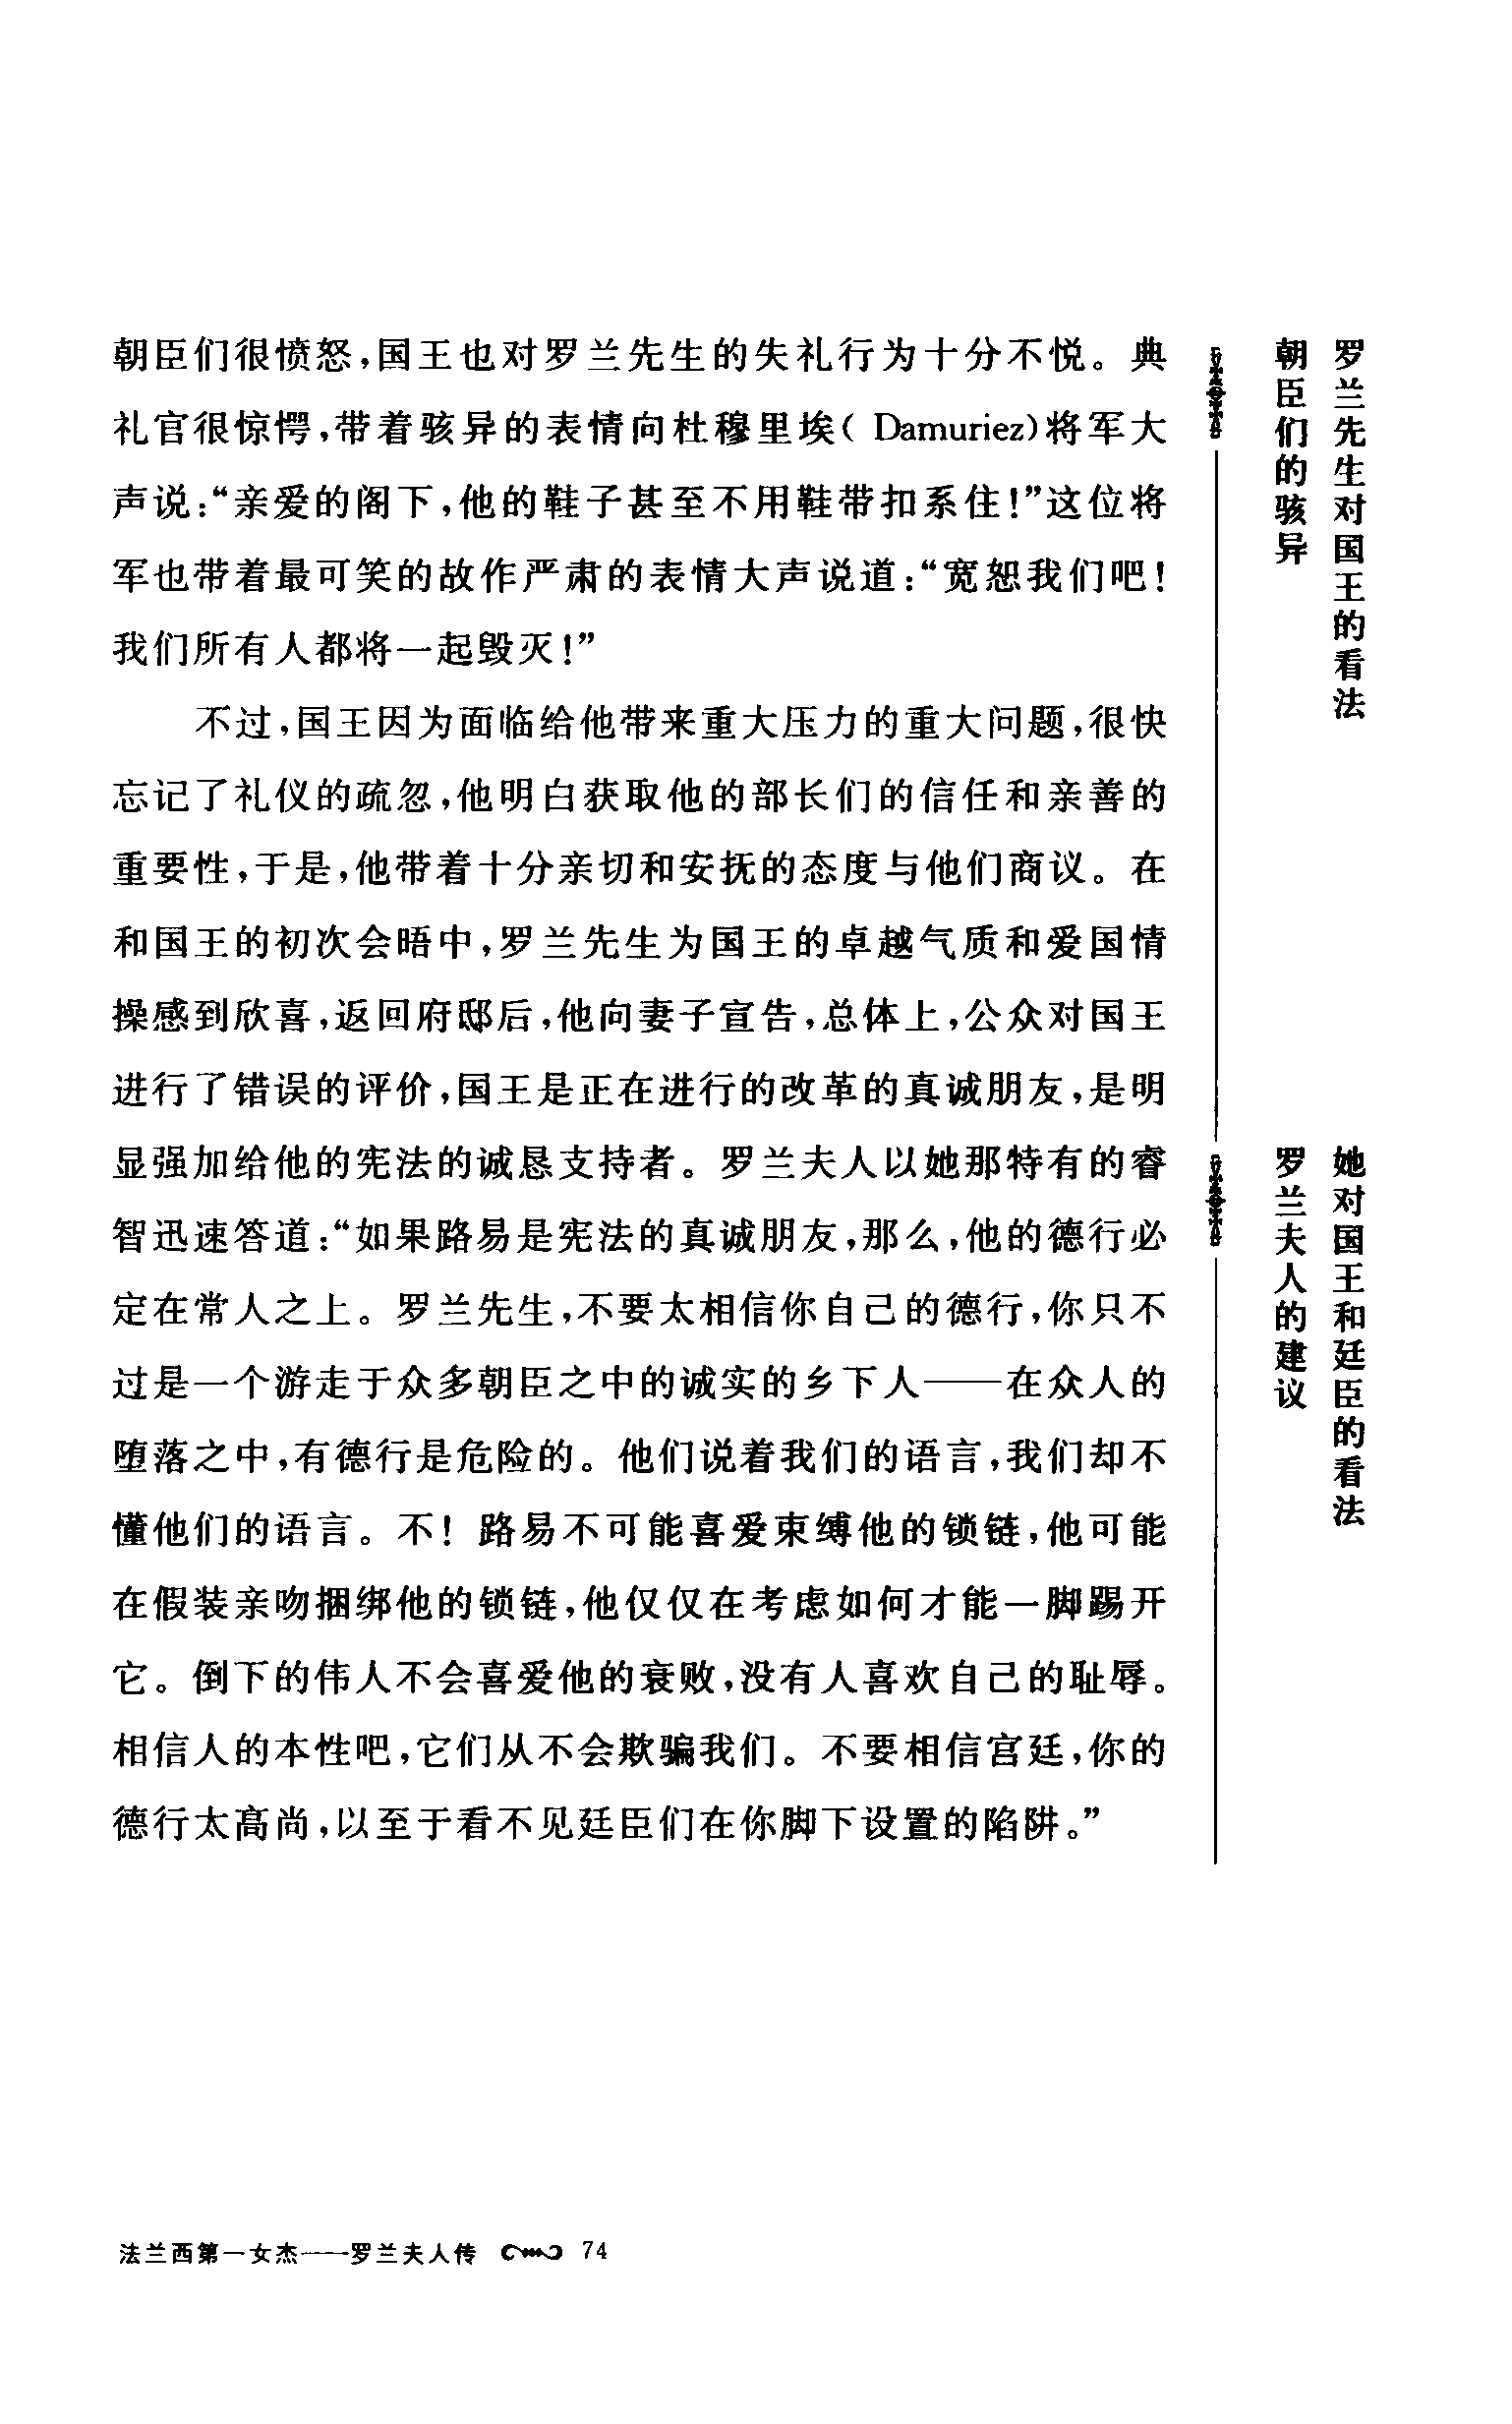 朝臣们很愤怒,国王也对罗兰先生的失礼行为十分不悦。典
礼官很惊愕,带着骇异的表情向杜穆里埃( Damuriez)将军大
声说:“亲爱的阁下,他的鞋子甚至不用鞋带扣系住!”这位将
军也带着最可笑的故作严肃的表情大声说道:“宽恕我们吧!
我们所有人都将一起毁灭!”
不过,国王因为面临给他带来重大压力的重大问题,很快
忘记了礼仪的疏忽,他明白获取他的部长们的信任和亲善的
重要性,于是,他带着十分亲切和安抚的态度与他们商议。在
和国王的初次会晤中,罗兰先生为国王的卓越气质和爱国情
操感到欣喜,返回府邸后,他向妻子宣告,总体上,公众对国王
进行了错误的评价,国王是正在进行的改革的真诚朋友,是明
显强加给他的宪法的诚恳支持者。罗兰夫人以她那特有的睿
智迅速答道:“如果路易是宪法的真诚朋友,那么,他的德行必
定在常人之上。罗兰先生,不要太相信你自己的德行,你只不
过是一个游走于众多朝臣之中的诚实的乡下人——在众人的
堕落之中,有德行是危险的。他们说着我们的语言,我们却不
懂他们的语言。不! 路易不可能喜爱束缚他的锁链,他可能
在假装亲吻捆绑他的锁链,他仅仅在考虑如何才能一脚踢开
它。倒下的伟人不会喜爱他的衰败,没有人喜欢自己的耻辱。
相信人的本性吧,它们从不会欺骗我们。不要相信宫廷,你的
德行太高尚,以至于看不见廷臣们在你脚下设置的陷阱。”
罗兰先生对国王的看法
朝臣们的骇异
她对国王和廷臣的看法
罗兰夫人的建议
法兰西第一女杰——罗兰夫人传 74